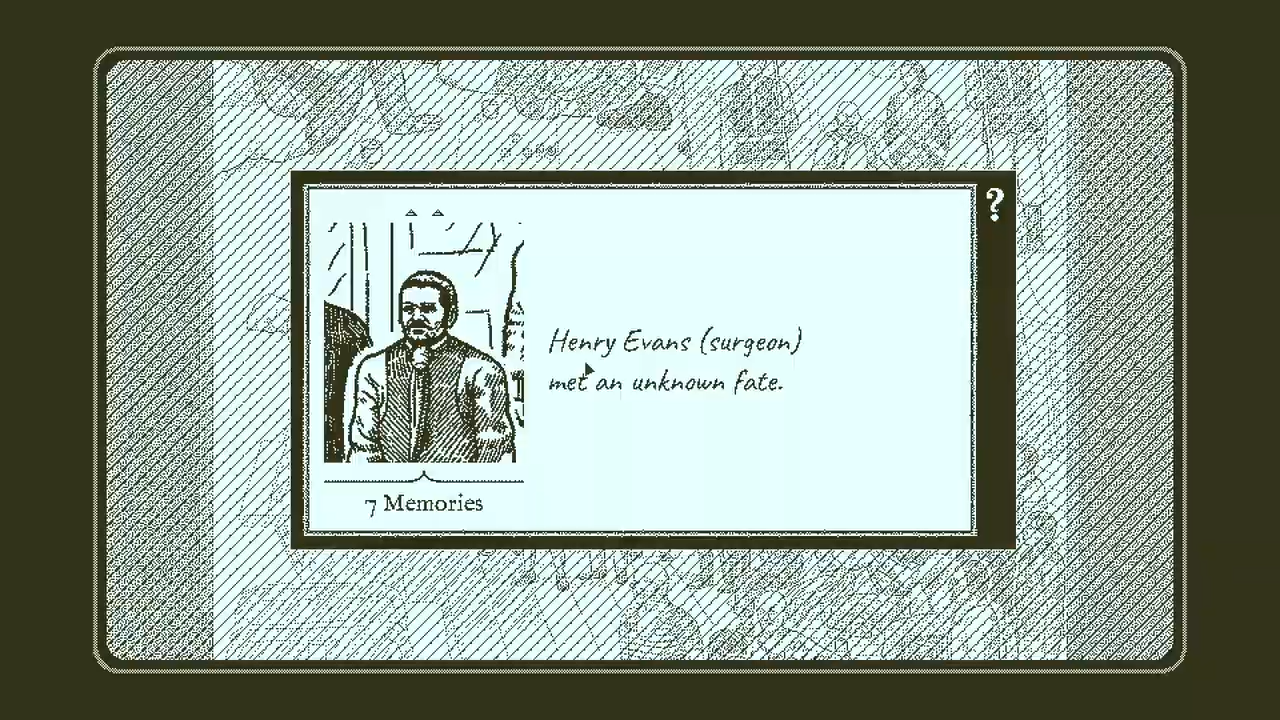 ?
Henry Evans (surgeon)
met an unknown fate.
7 Memories